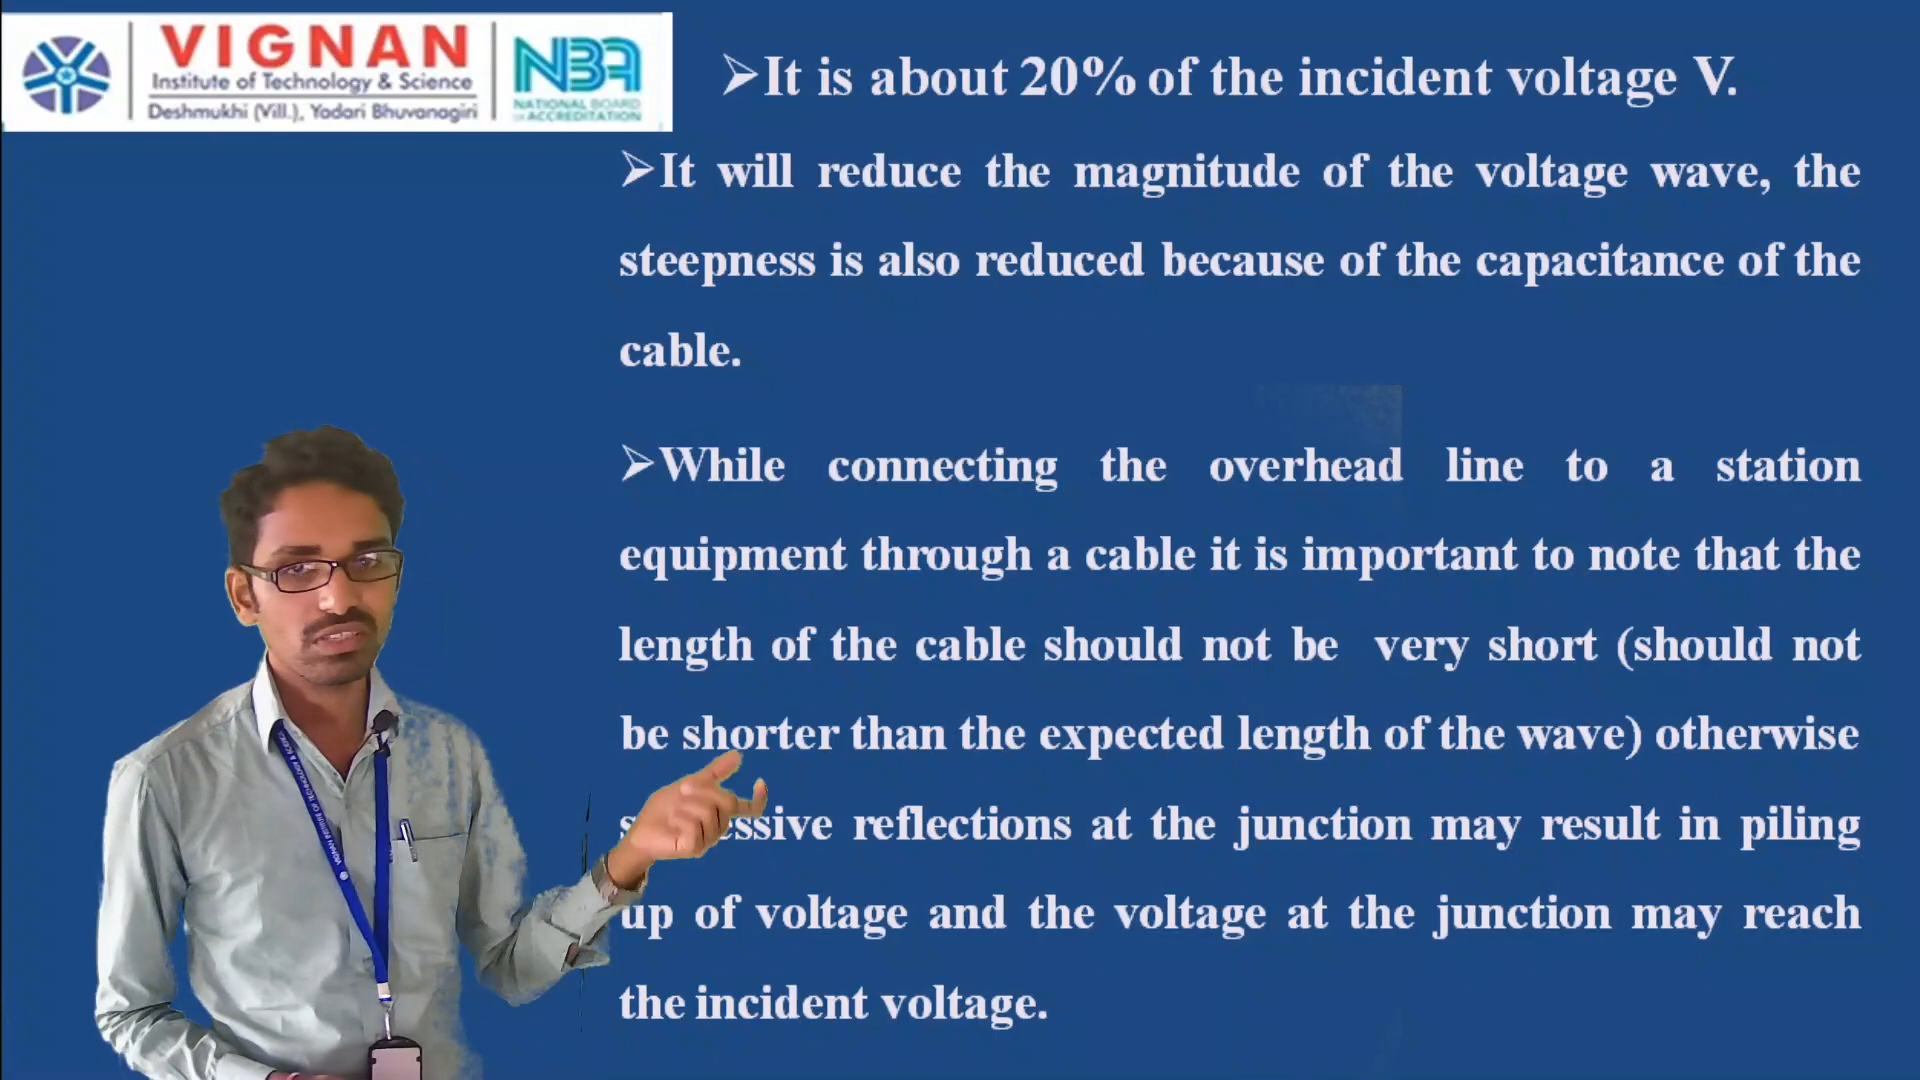 VIGNAN
Institute of Technology & Science
Deshmukhi (Vill.), Yadari Bhuvanagiri
NBA
NATIONAL BOARD
OF ACCREDITATION
➢It is about 20% of the incident voltage V.
➢It will reduce the magnitude of the voltage wave, the
steepness is also reduced because of the capacitance of the
cable.
➢While connecting the overhead line to a station
equipment through a cable it is important to note that the
length of the cable should not be very short (should not
be shorter than the expected length of the wave) otherwise
reflections at the junction may result in piling
up of voltage and the voltage at the junction may reach
the incident voltage.